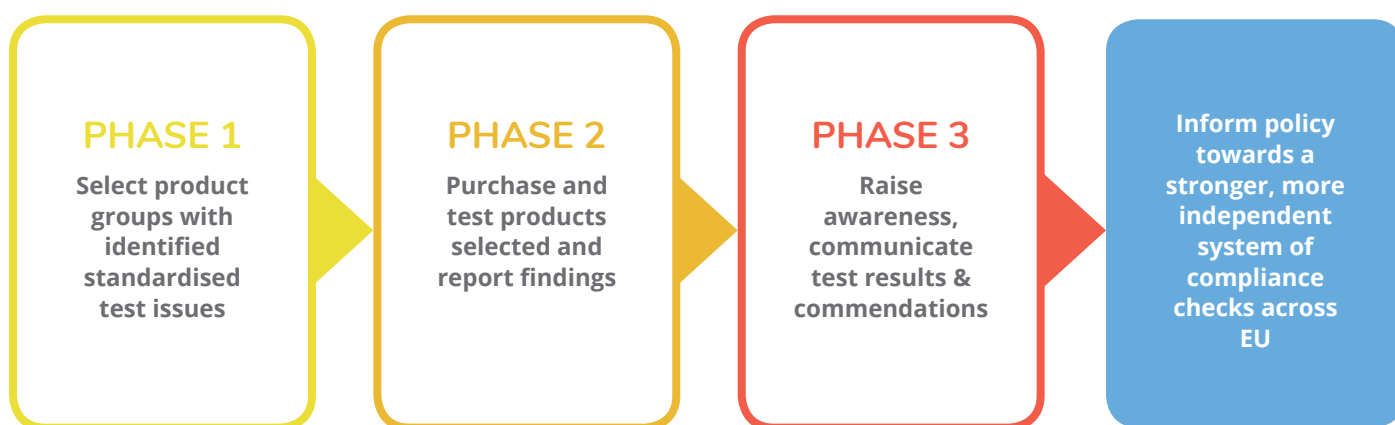 PHASE 1
Select product
groups with
identified
standardised
test issues
PHASE 2
Purchase and
test products
selected and
report findings
PHASE 3
Raise
awareness,
communicate
test results &
commendations
Inform policy
towards a
stronger, more
independent
system of
compliance
checks across
EU